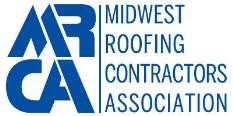 MR
CA
MIDWEST
ROOFING
CONTRACTORS
ASSOCIATION